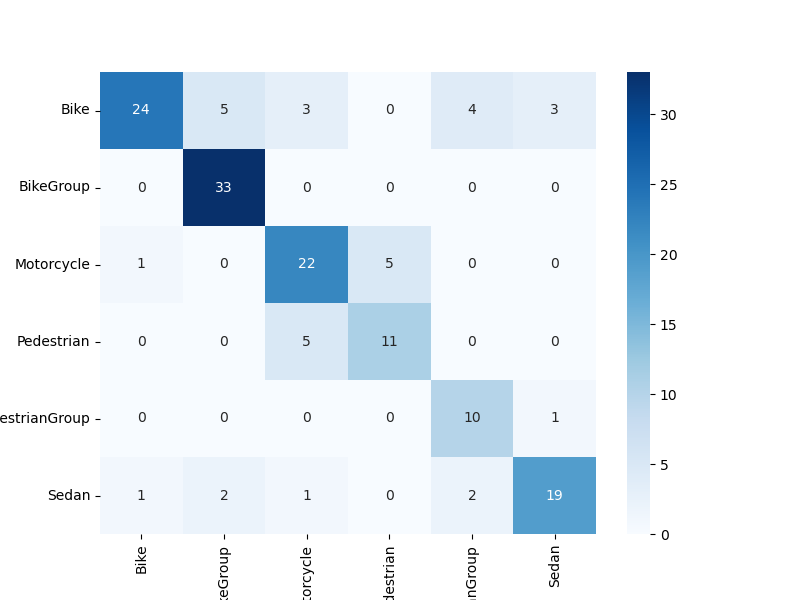 Bike 24 5 3 0 4 3
BikeGroup 0 33 0 0 0 0
Motorcycle 1 0 22 5 0 0
Pedestrian 0 0 5 11 0 0
estrianGroup 0 0 0 0 10 1
Sedan 1 2 1 0 2 19
Bike
keGroup
torcycle
destrian
nGroup
Sedan
30
25
20
15
10
5
0